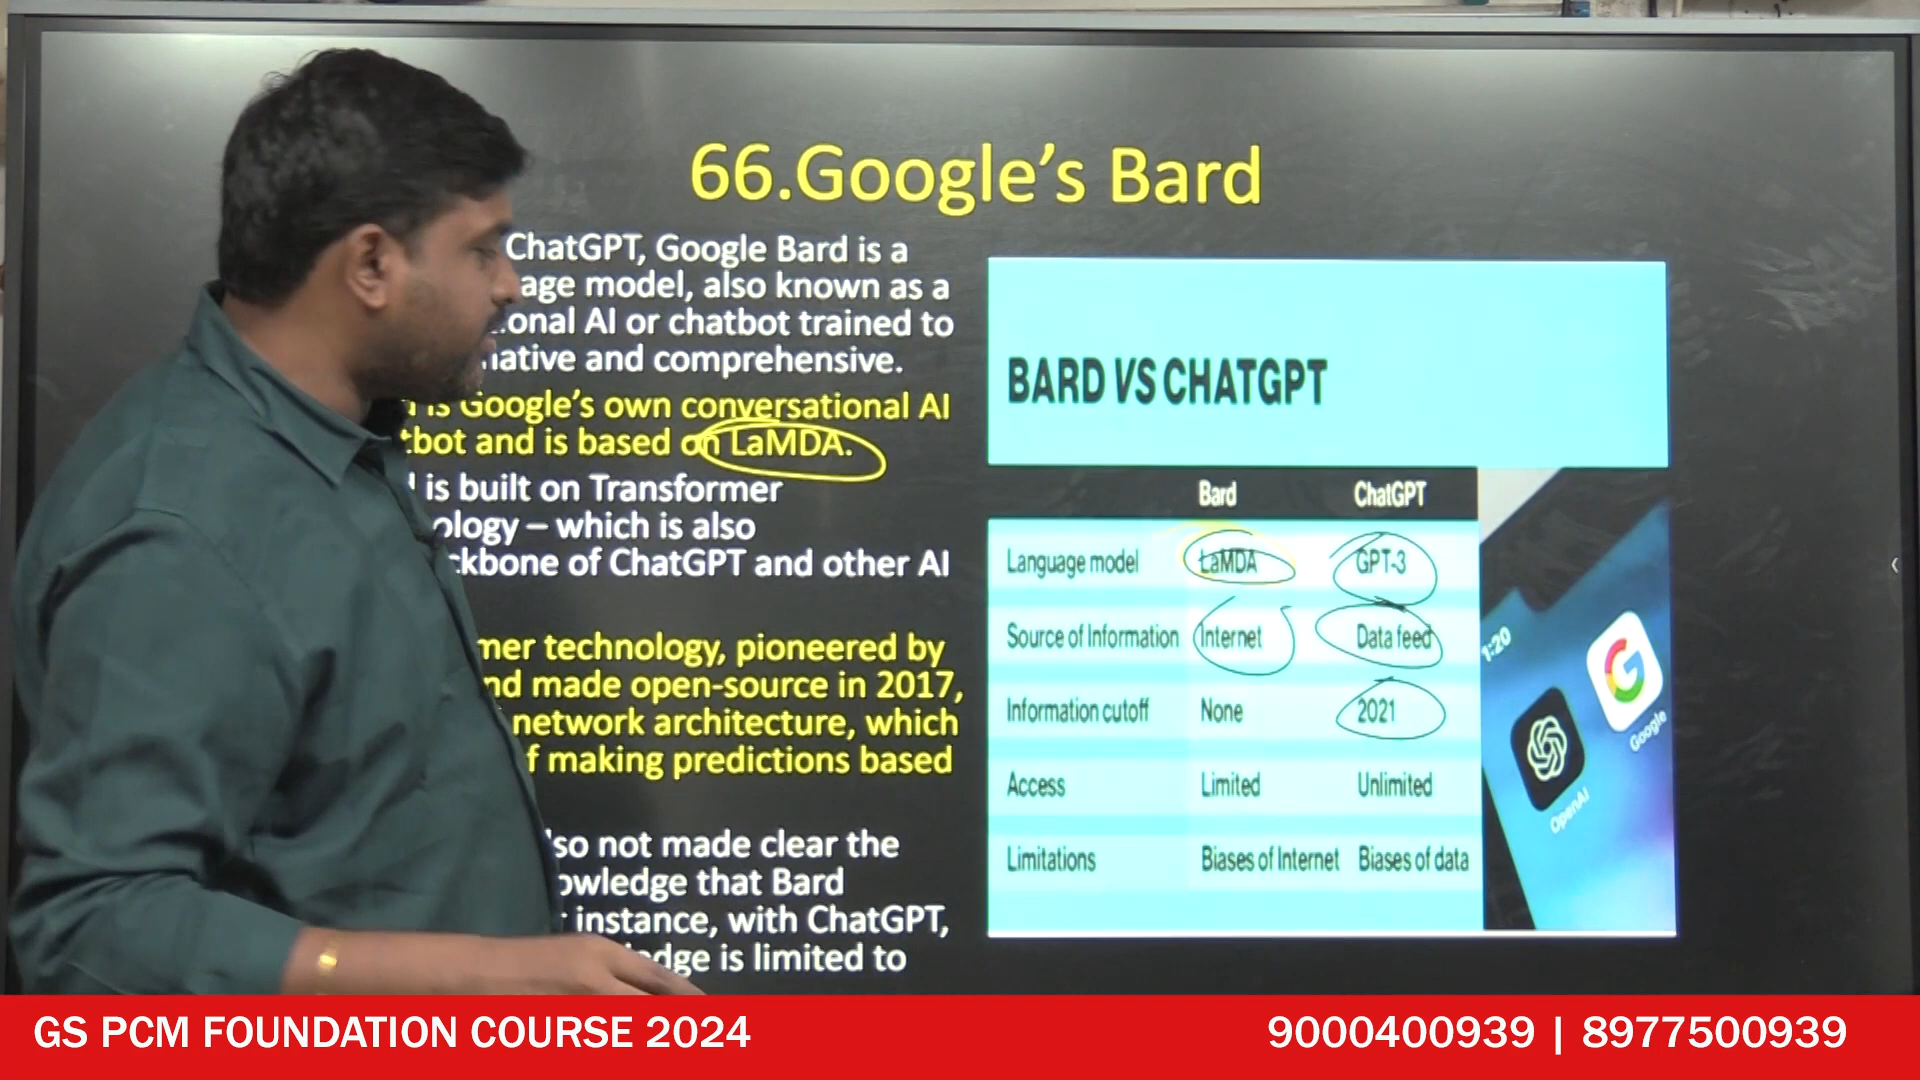 66.Google's Bard
ChatGPT, Google Bard is a
age model, also known as a
onal AI or chatbot trained to
native and comprehensive.
is Google's own conversational AI
tbot and is based on LaMDA.
is built on Transformer
ology – which is also
ckbone of ChatGPT and other AI
mer technology, pioneered by
nd made open-source in 2017,
network architecture, which
f making predictions based
lso not made clear the
owledge that Bard
instance, with ChatGPT,
edge is limited to
BARD VS CHATGPT
Bard ChatGPT
Language model LaMDA GPT-3
Source of Information Internet Data feed
Information cutoff None 2021
Access Limited Unlimited
Limitations Biases of Internet Biases of data
1:20
OpenAI
Google
GS PCM FOUNDATION COURSE 2024
9000400939 | 8977500939